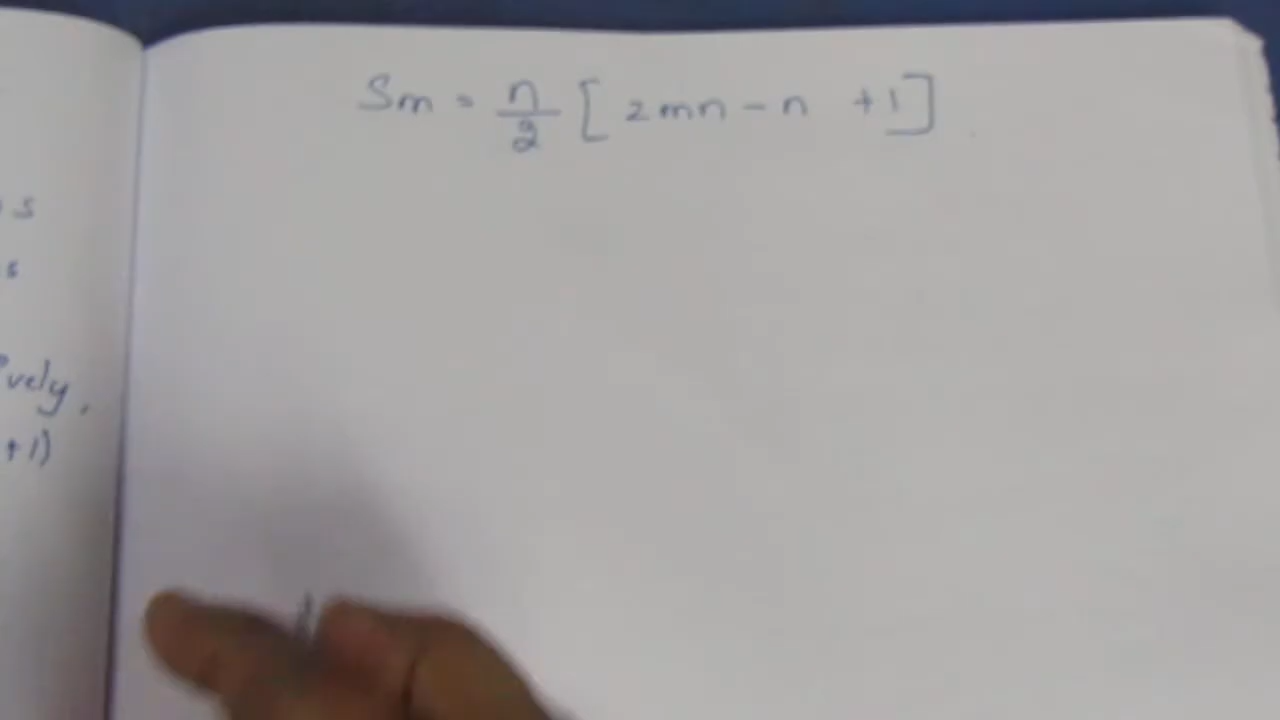 s
s
vely,
+1)
Sm = n/2 [ 2mn - n +1]